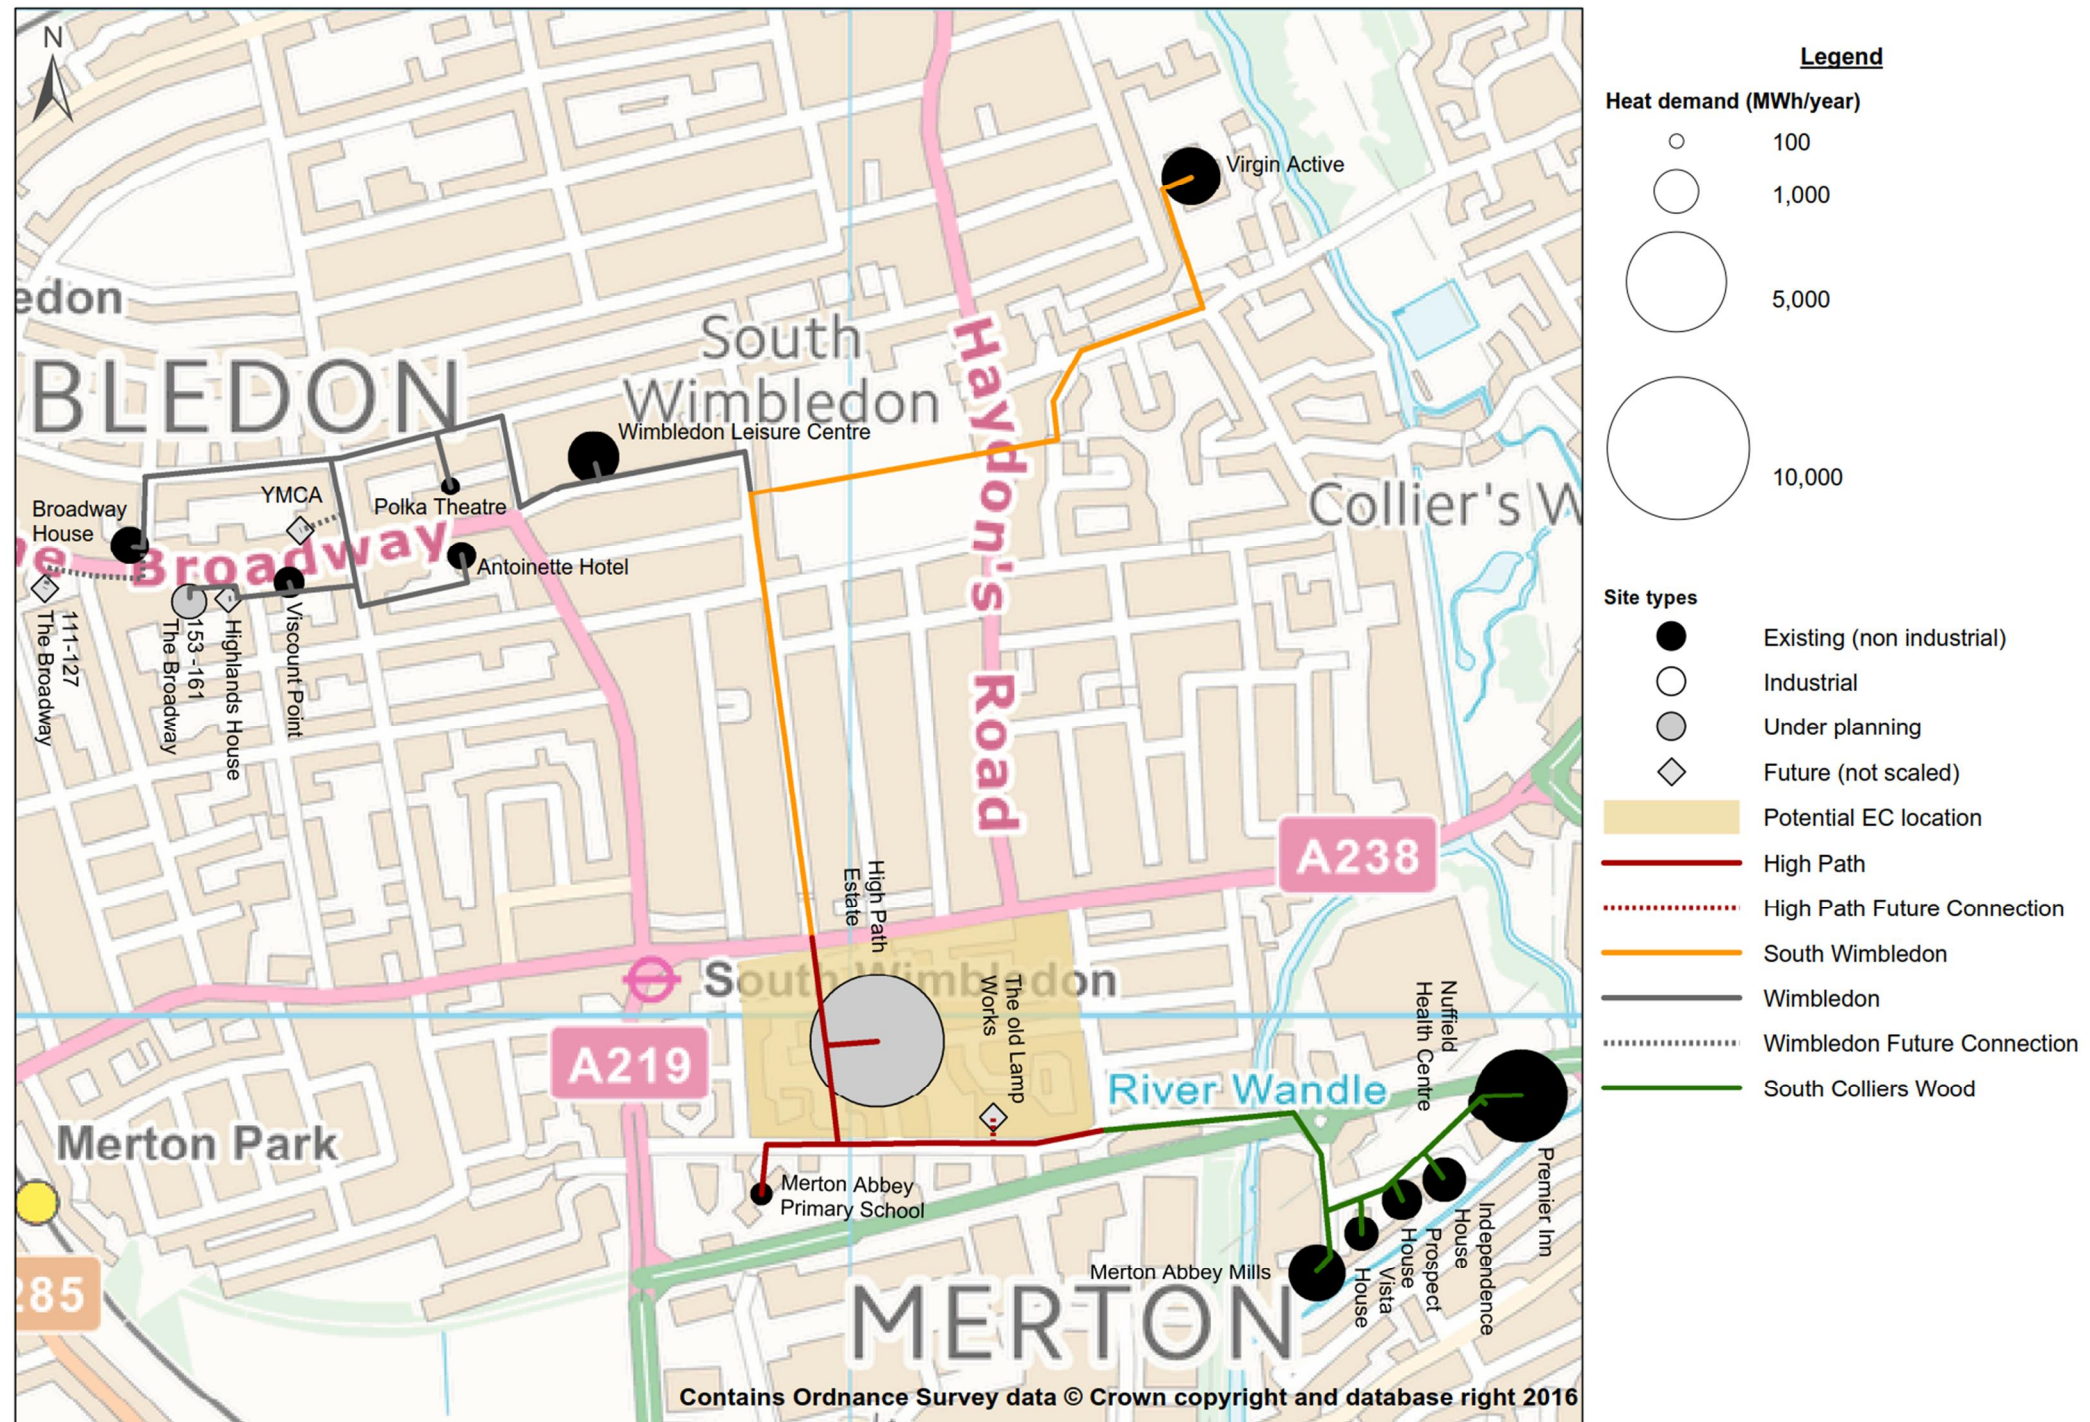 N
edon
BLEDON
South
Wimbledon
Haydon's Road
Collier's W
Virgin Active
Wimbledon Leisure Centre
YMCA
Polka Theatre
Broadway
House
he
Broadway
Antoinette Hotel
111-127
The Broadway
153-161
The Broadway
Highlands House
Viscount Point
A238
High Path
Estate
South Wimbledon
The old Lamp
Works
A219
River Wandle
Nuffield
Health Centre
Merton Park
Merton Abbey
Primary School
Premier Inn
Independence
House
Prospect
House
Vista
House
Merton Abbey Mills
285
MERTON
Contains Ordnance Survey data © Crown copyright and database right 2016
Legend
Heat demand (MWh/year)
100
1,000
5,000
10,000
Site types
Existing (non industrial)
Industrial
Under planning
Future (not scaled)
Potential EC location
High Path
High Path Future Connection
South Wimbledon
Wimbledon
Wimbledon Future Connection
South Colliers Wood